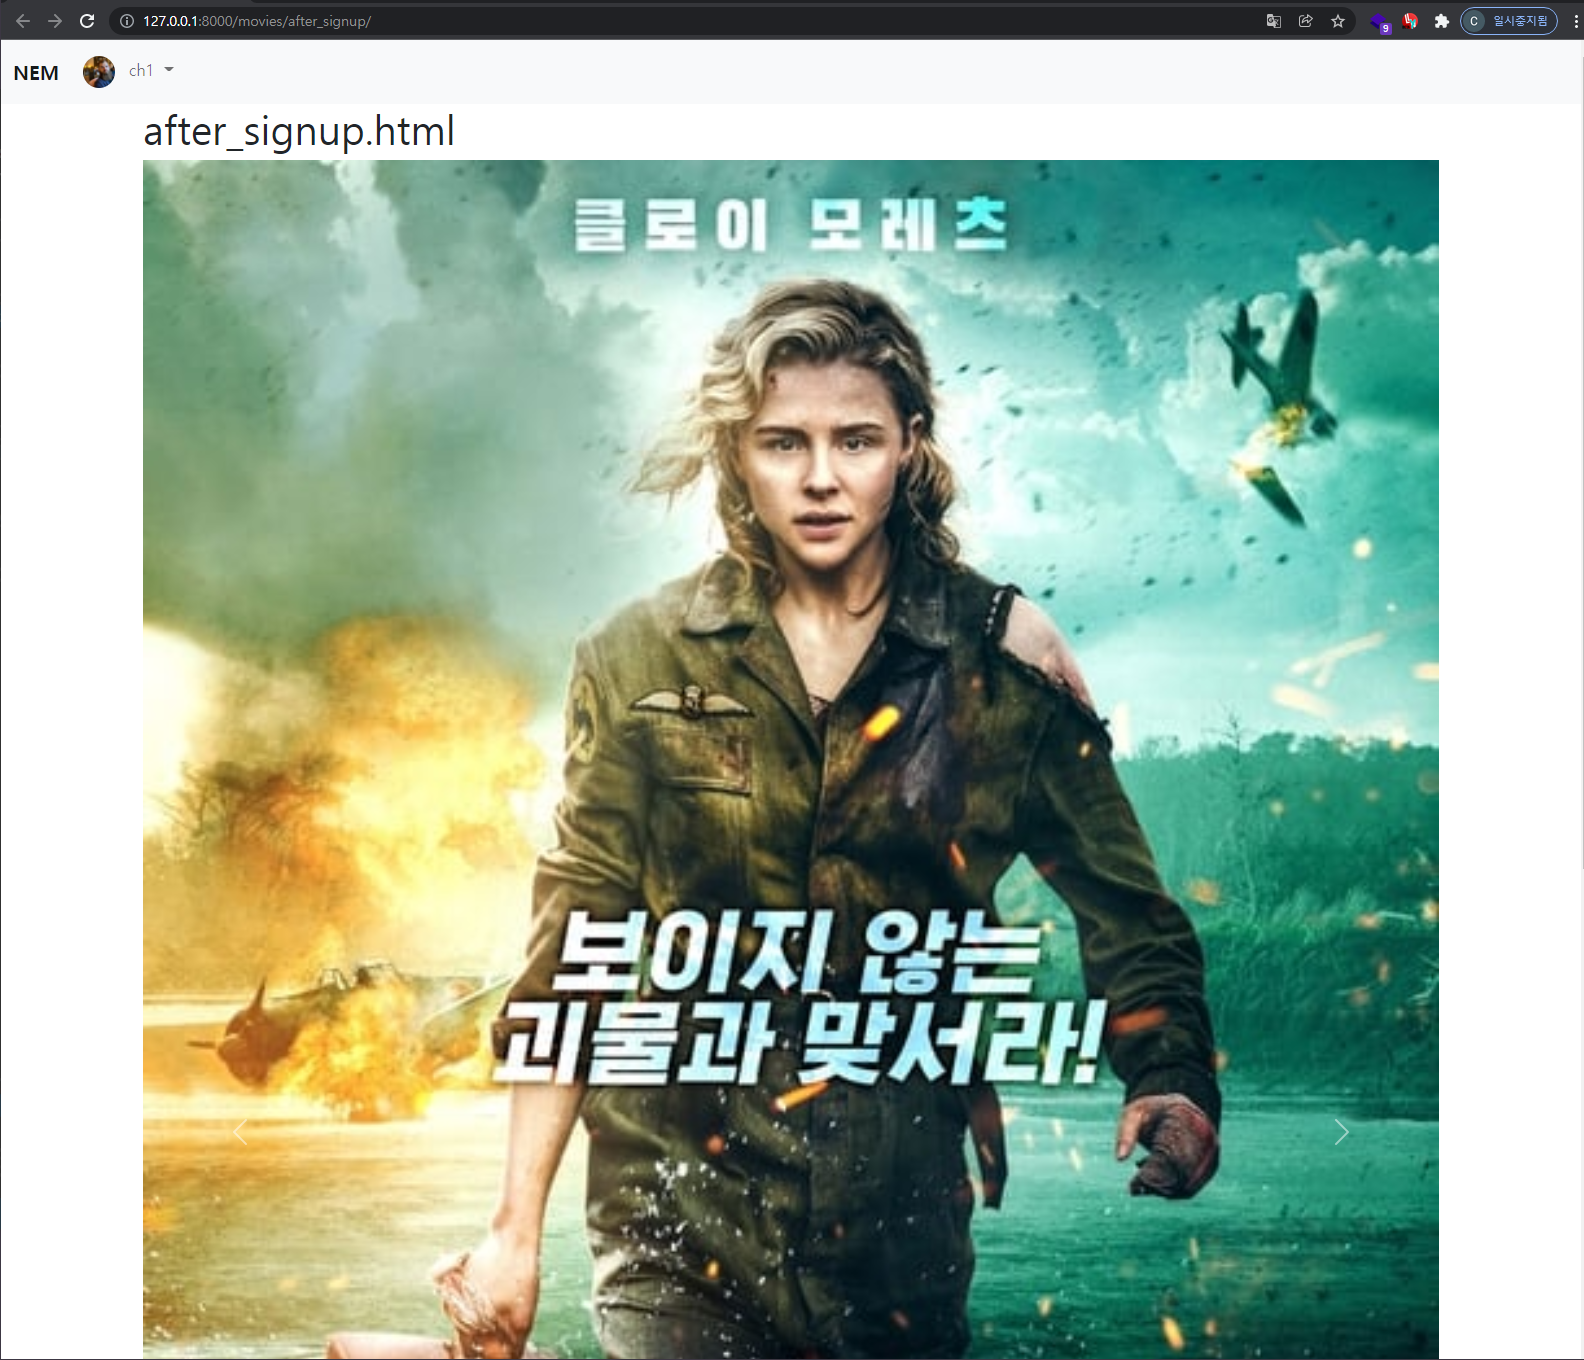 127.0.0.1:8000/movies/after_signup/
9
C 일시중지됨
NEM ch1
after_signup.html
클로이 모레츠
보이지 않는
괴물과 맞서라!